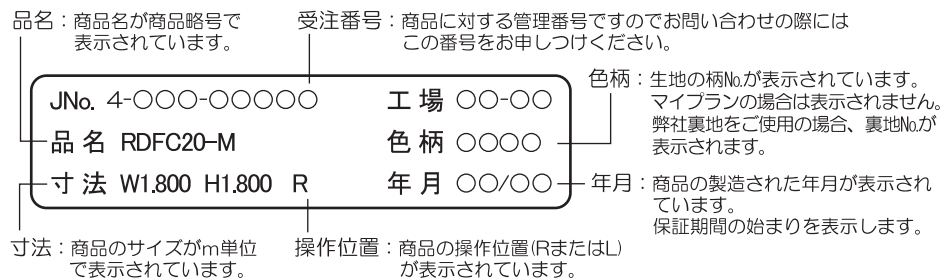 品名：商品名が商品略号で
表示されています。
受注番号：商品に対する管理番号ですのでお問い合わせの際には
この番号をお申しつけください。
JNo. 4-○○○-○○○○○ 工場 ○○-○○
品名 RDFC20-M 色柄 ○○○○
寸法 W1.800 H1.800 R 年月 ○○/○○
色柄：生地の柄№が表示されています。
マイプランの場合は表示されません。
弊社裏地をご使用の場合、裏地№が
表示されます。
年月：商品の製造された年月が表示され
ています。
保証期間の始まりを表示します。
寸法：商品のサイズがm単位
で表示されています。
操作位置：商品の操作位置(RまたはL)
が表示されています。